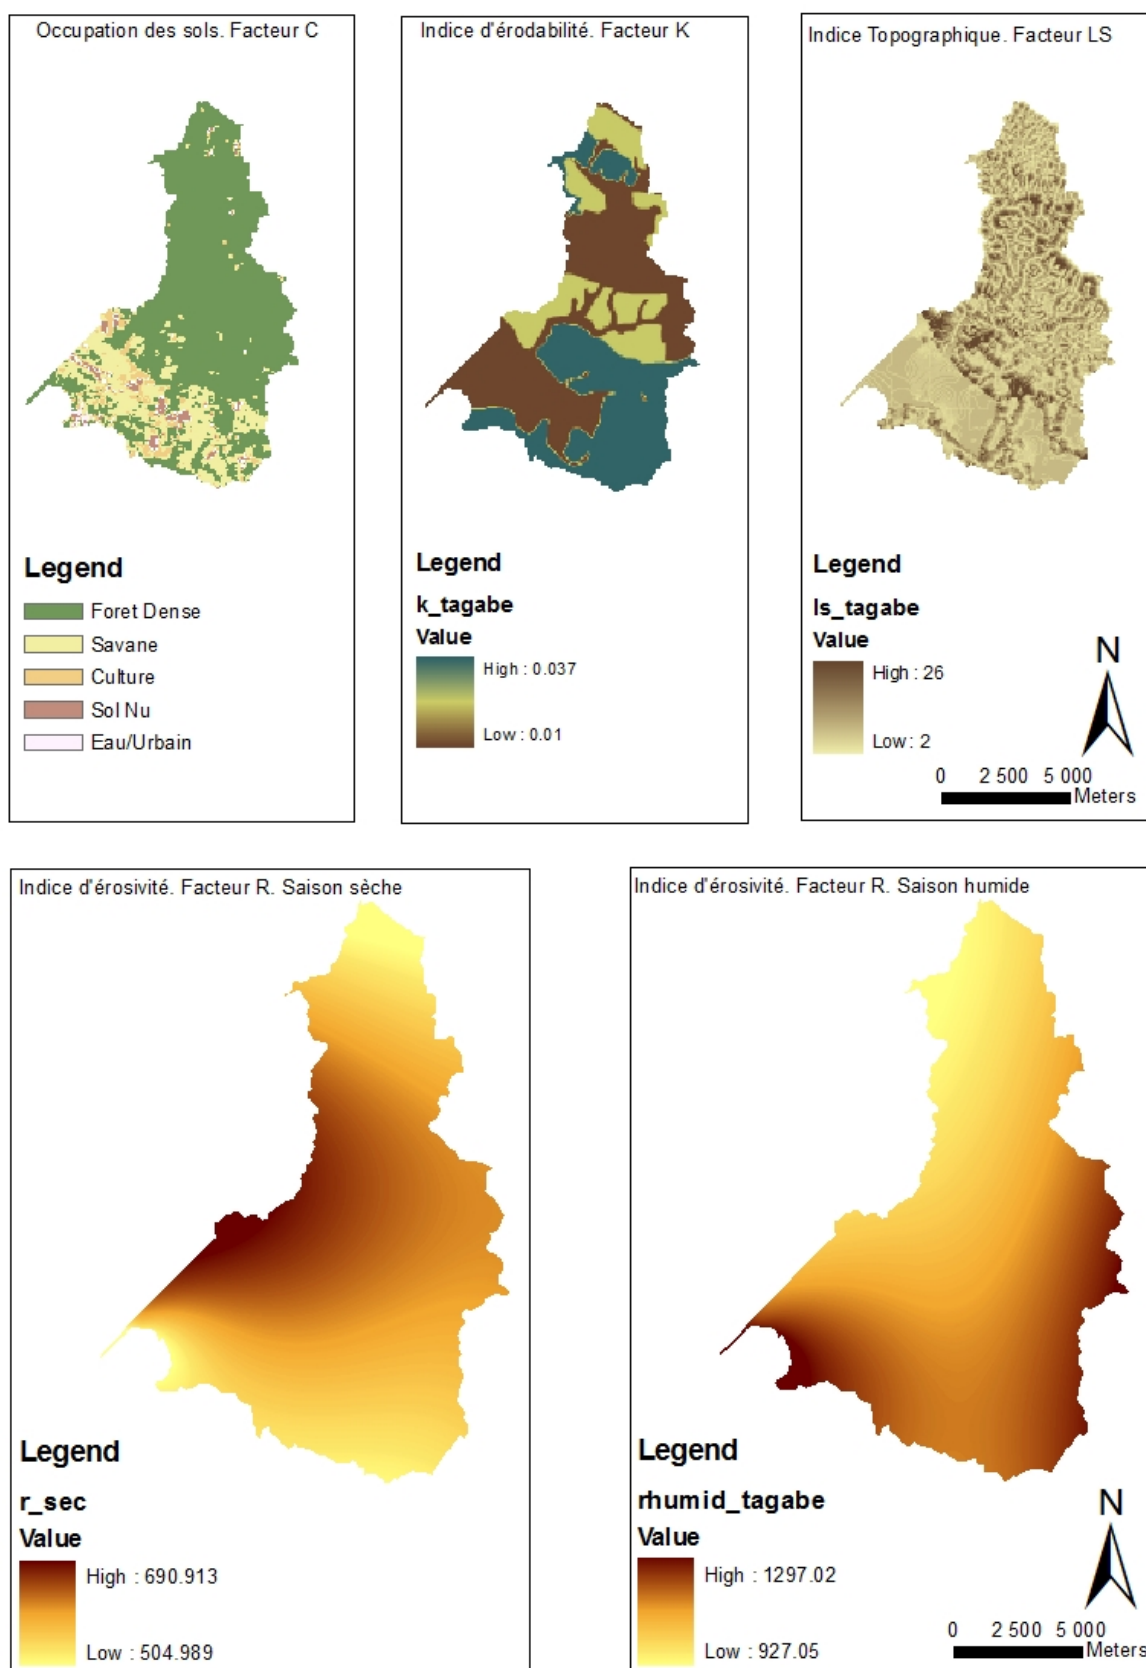 Occupation des sols. Facteur C
Legend
Foret Dense
Savane
Culture
Sol Nu
Eau/Urbain
Indice d'érodabilité. Facteur K
Legend
k_tagabe
Value
High : 0.037
Low : 0.01
Indice Topographique. Facteur LS
Legend
ls_tagabe
Value
High : 26
Low : 2
N
0 2 500 5 000
Meters
Indice d'érosivité. Facteur R. Saison sèche
Legend
r_sec
Value
High : 690.913
Low : 504.989
Indice d'érosivité. Facteur R. Saison humide
Legend
rhumid_tagabe
Value
High : 1297.02
Low : 927.05
N
0 2 500 5 000
Meters